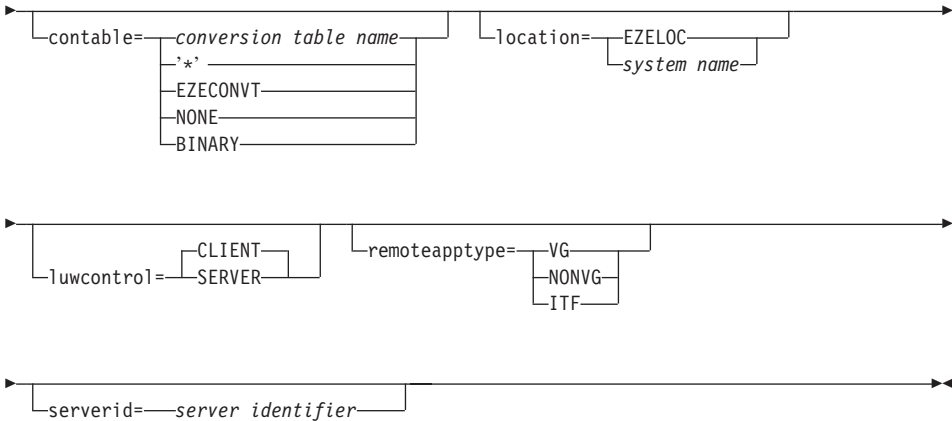 contable= conversion table name location= EZELOC
'*' system name
EZECONVT
NONE
BINARY
CLIENT remoteapptype= VG
luwcontrol= SERVER NONVG
ITF
serverid= server identifier